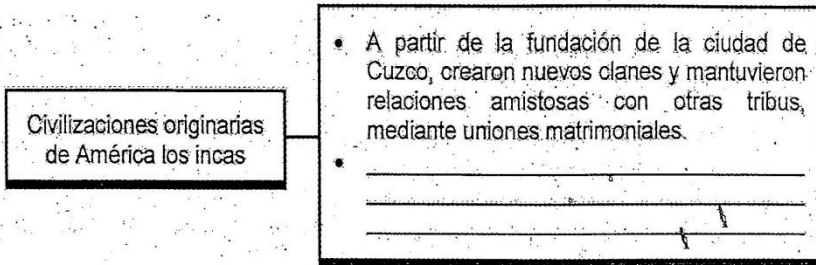 • A partir de la fundación de la ciudad de
Cuzco, crearon nuevos clanes y mantuvieron
relaciones amistosas con otras tribus,
mediante uniones matrimoniales.
•
Civilizaciones originarias
de América los incas